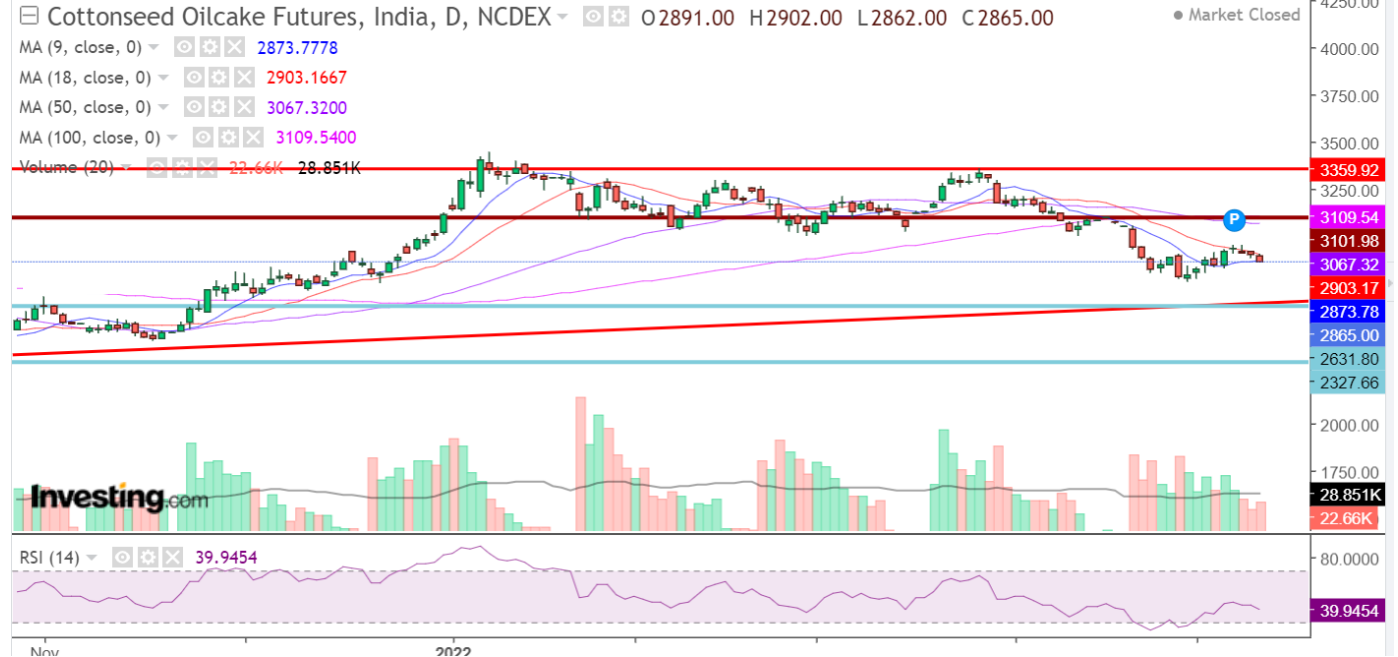 Cottonseed Oilcake Futures, India, D, NCDEX O2891.00 H2902.00 L2862.00 C2865.00
Market Closed
MA (9, close, 0) 2873.7778
MA (18, close, 0) 2903.1667
MA (50, close, 0) 3067.3200
MA (100, close, 0) 3109.5400
Volume (20) 22.66K 28.851K
4250.00
4000.00
3750.00
3500.00
3359.92
3250.00
3109.54
3101.98
3067.32
2903.17
2873.78
2865.00
2631.80
2327.66
2000.00
1750.00
28.851K
22.66K
P
Investing.com
RSI (14) 39.9454
80.0000
39.9454
Nov 2022